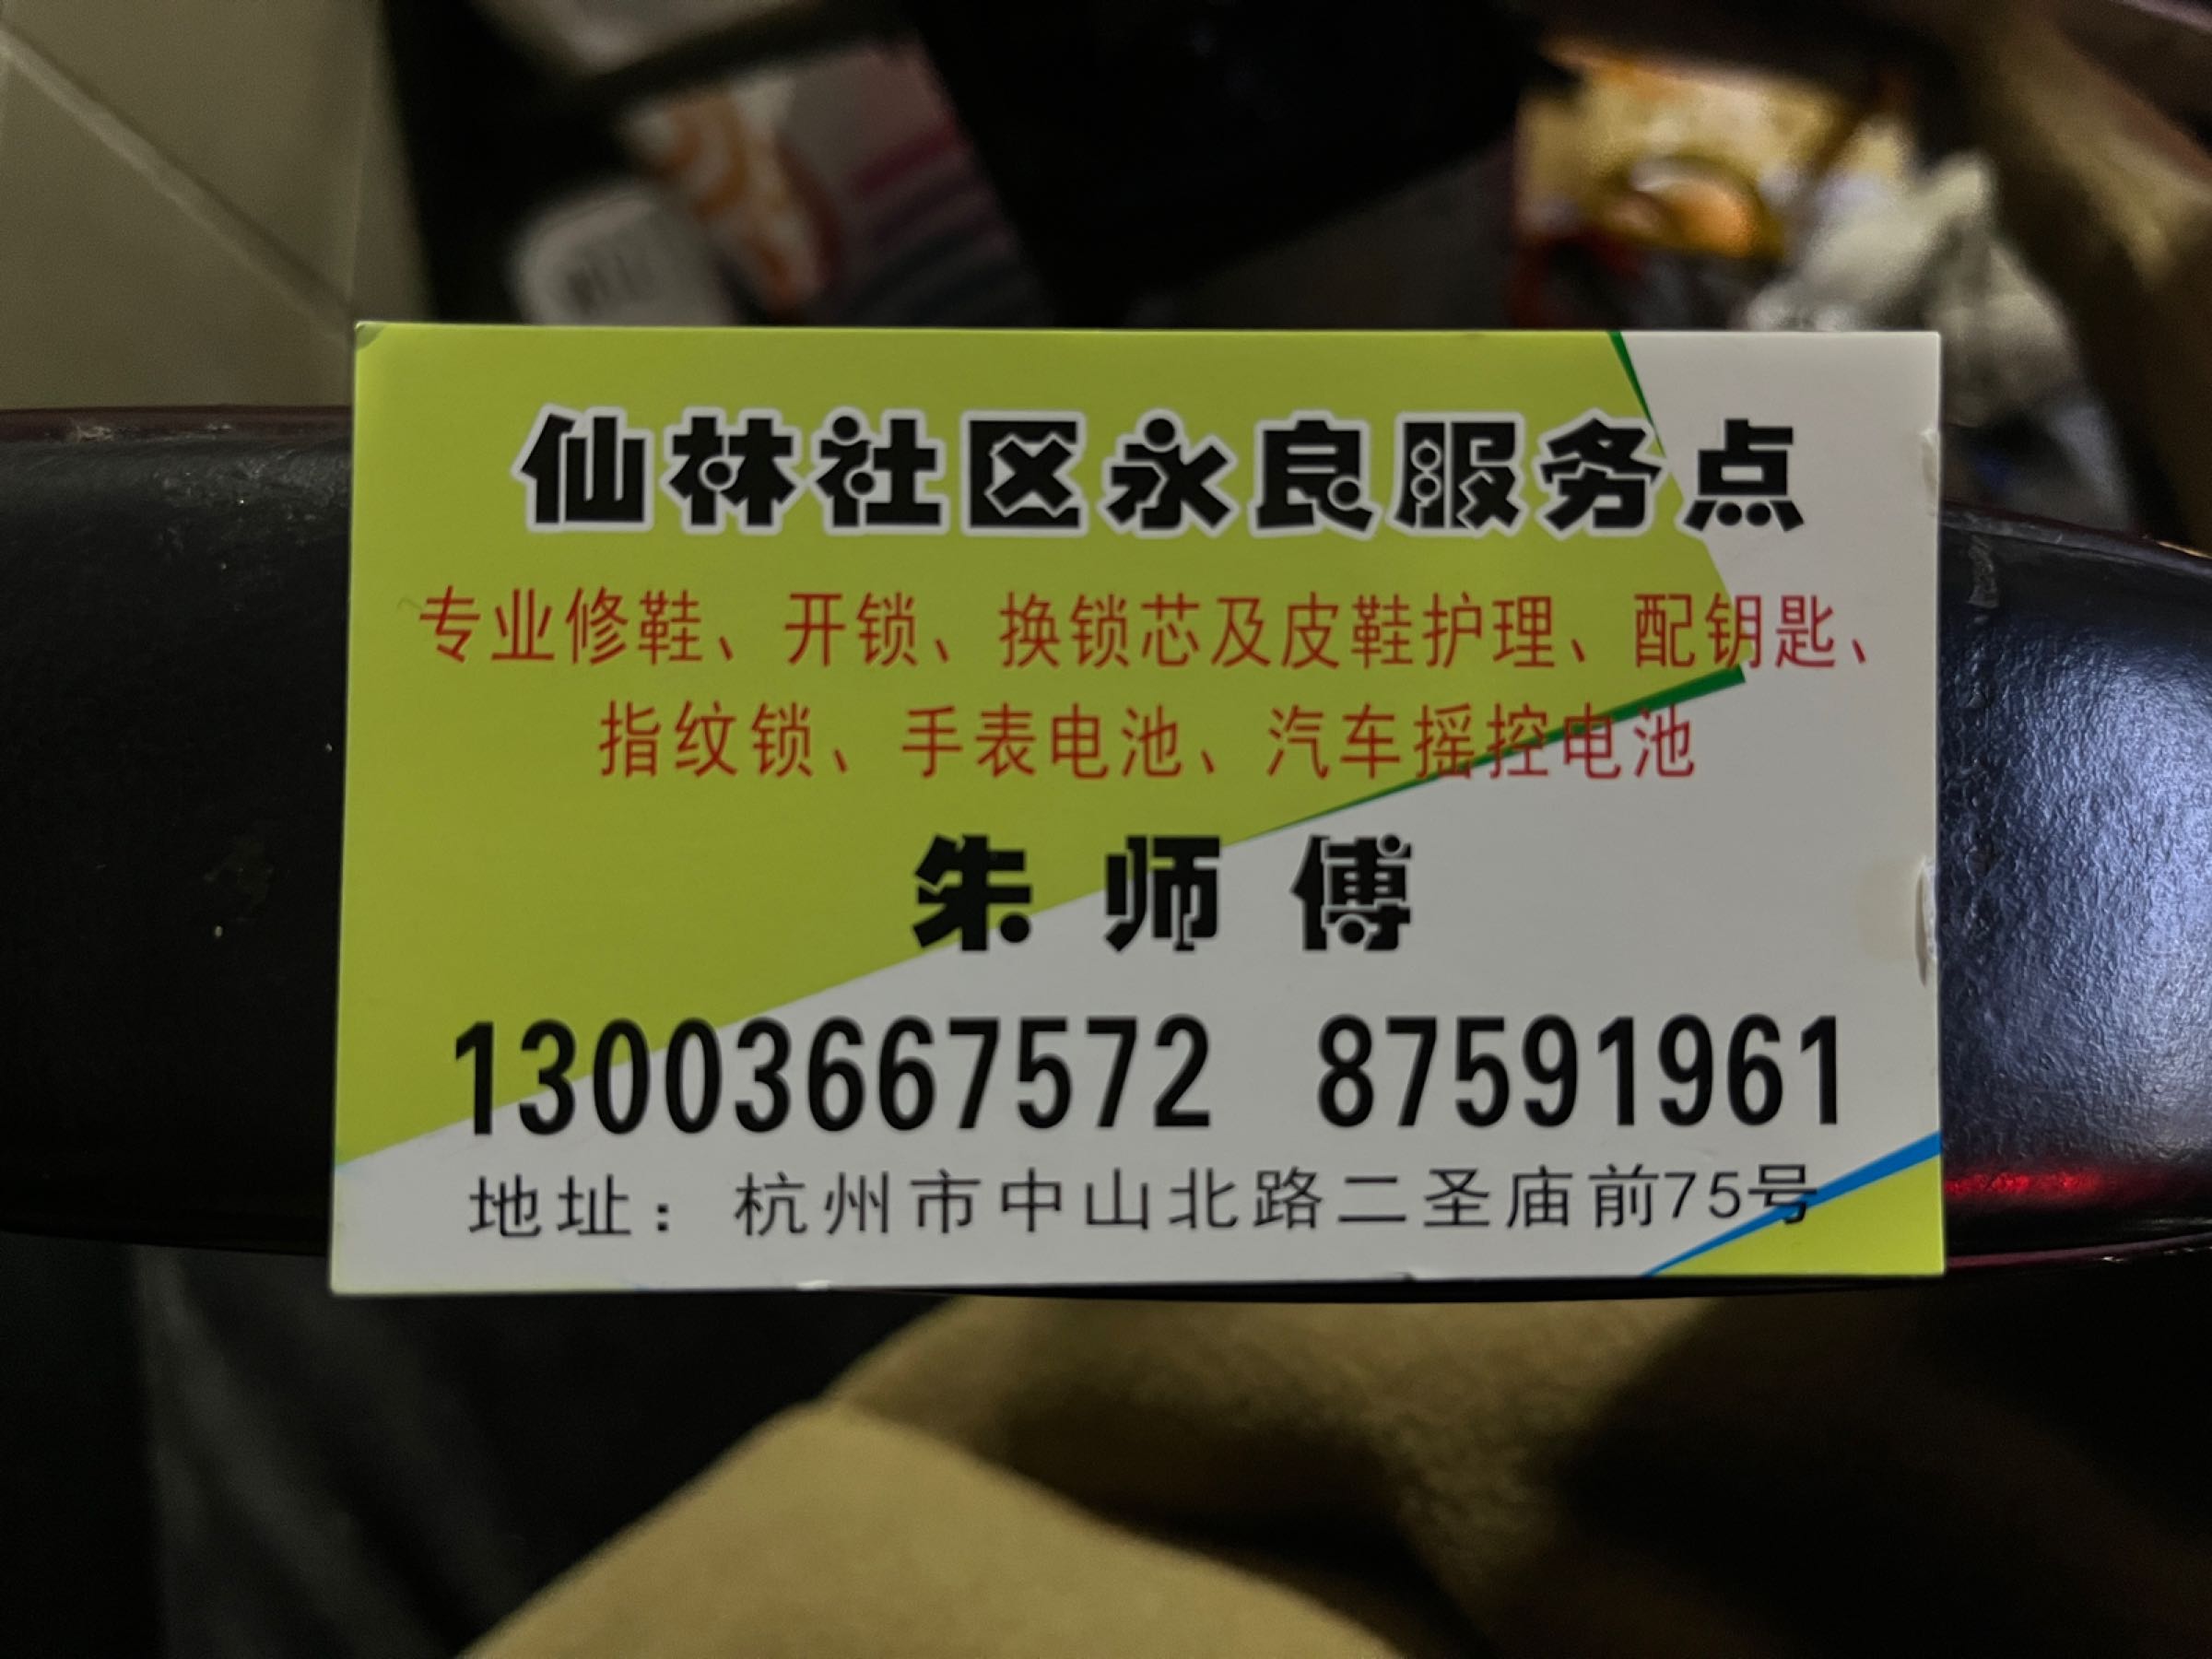 仙林社区永良服务点
专业修鞋、开锁、换锁芯及皮鞋护理、配钥匙、
指纹锁、手表电池、汽车摇控电池
朱师傅
13003667572 87591961
地址：杭州市中山北路二圣庙前75号